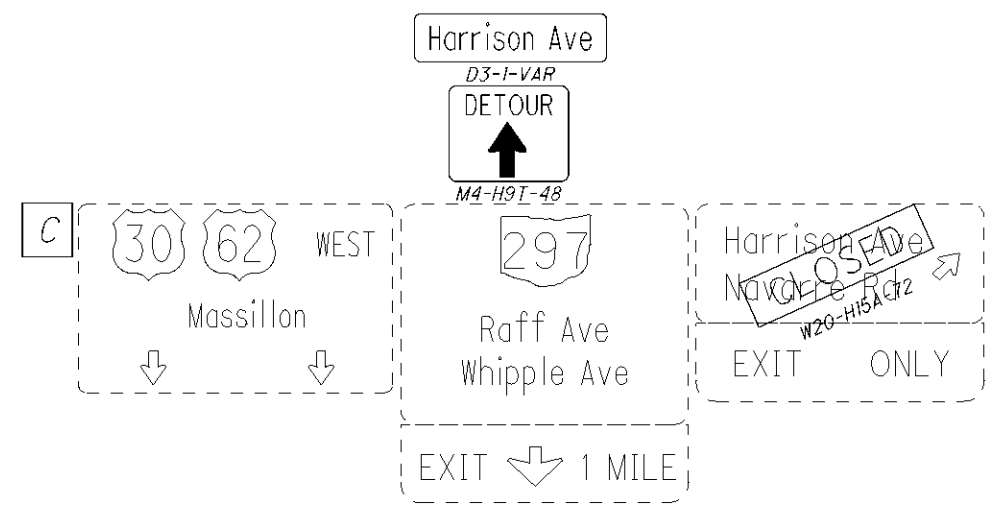 Harrison Ave
D3-1-VAR
DETOUR
M4-H9T-48
C
30 62 WEST
Massillon
297
Raff Ave
Whipple Ave
EXIT 1 MILE
Harrison Ave
Navarre Rd
CLOSED
W20-H15A-72
EXIT ONLY